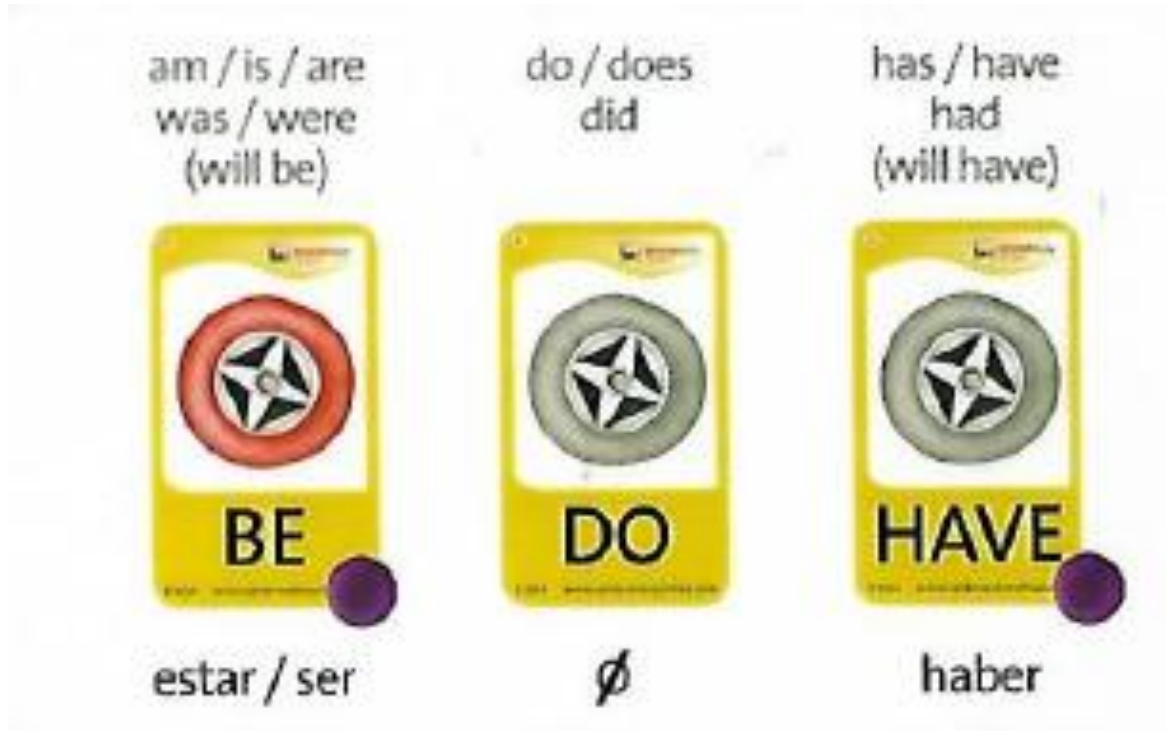 am / is / are
was / were
(will be)
do / does
did
has / have
had
(will have)
BE
DO
HAVE
estar / ser
ø
haber